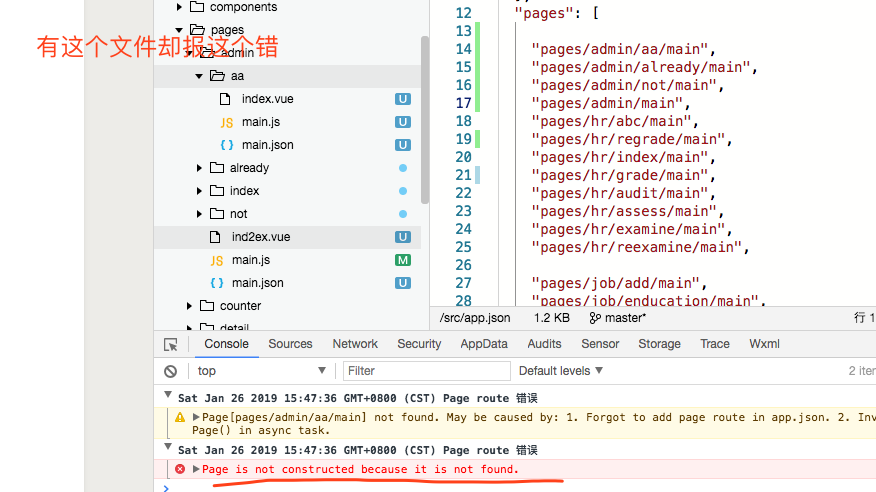 components
pages
有这个文件却报这个错
admin
aa
index.vue U
JS main.js U
{ } main.json U
already
index
not
ind2ex.vue U
JS main.js M
{ } main.json U
counter
detail
12 "pages": [
13
14 "pages/admin/aa/main",
15 "pages/admin/already/main",
16 "pages/admin/not/main",
17 "pages/admin/main",
18 "pages/hr/abc/main",
19 "pages/hr/regrade/main",
20 "pages/hr/index/main",
21 "pages/hr/grade/main",
22 "pages/hr/audit/main",
23 "pages/hr/assess/main",
24 "pages/hr/examine/main",
25 "pages/hr/reexamine/main",
26
27 "pages/job/add/main",
28 "pages/job/enducation/main",
/src/app.json 1.2 KB master* 行 1
Console Sources Network Security AppData Audits Sensor Storage Trace Wxml
top Filter Default levels 2 iter
Sat Jan 26 2019 15:47:36 GMT+0800 (CST) Page route 错误
Page[pages/admin/aa/main] not found. May be caused by: 1. Forgot to add page route in app.json. 2. Inv
Page() in async task.
Sat Jan 26 2019 15:47:36 GMT+0800 (CST) Page route 错误
Page is not constructed because it is not found.